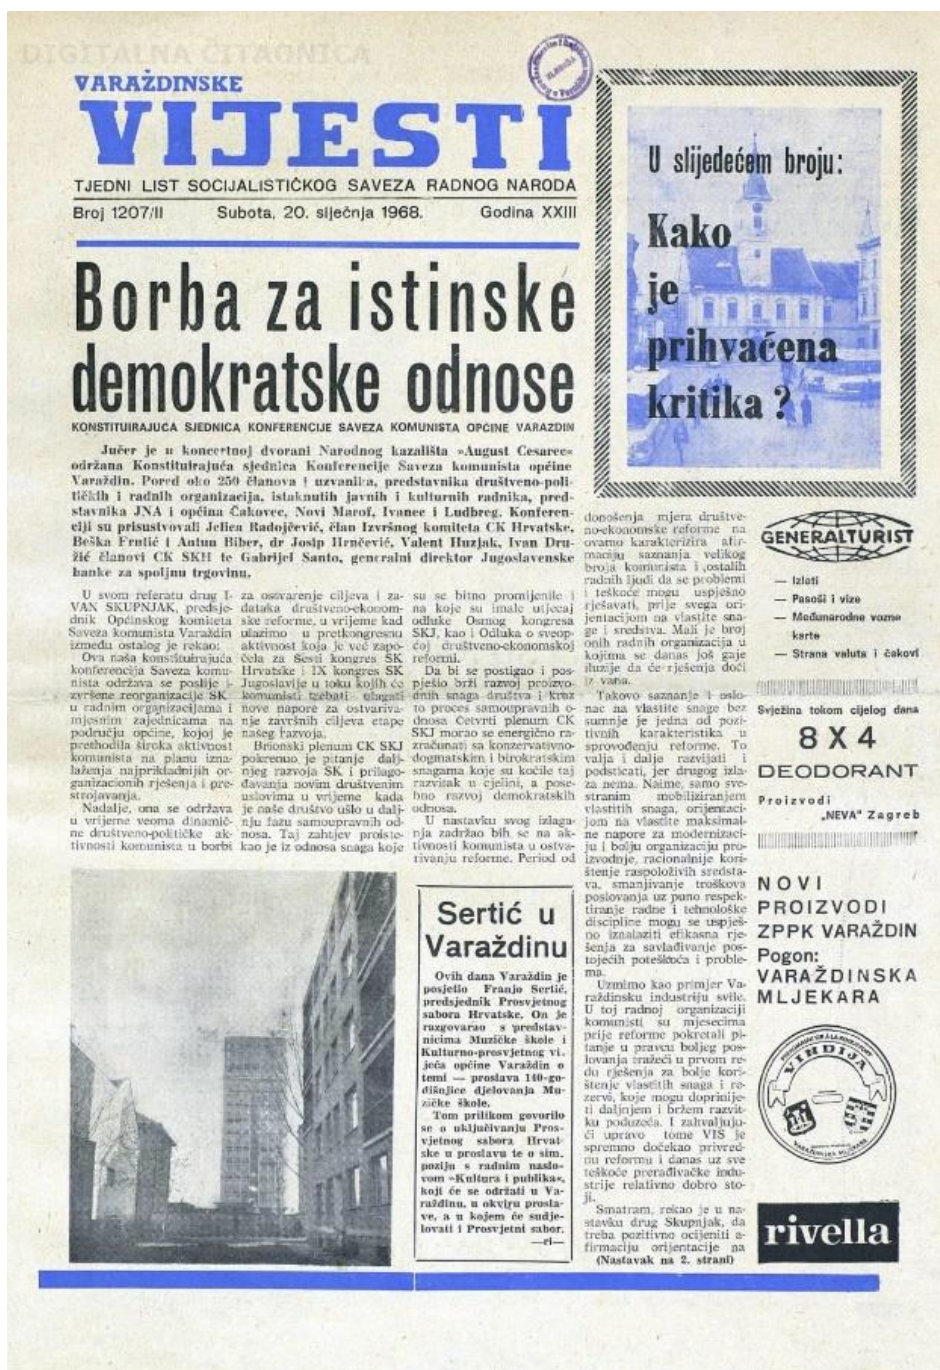 DIGITALNA ČITAONICA
VARAŽDINSKE
VIJESTI
TJEDNI LIST SOCIJALISTIČKOG SAVEZA RADNOG NARODA
Broj 1207/II Subota, 20. siječnja 1968. Godina XXIII
Borba za istinske
demokratske odnose
KONSTITUIRAJUĆA SJEDNICA KONFERENCIJE SAVEZA KOMUNISTA OPĆINE VARAŽDIN
Jučer je u koncertnoj dvorani Narodnog kazališta »August Cesarec«
održana Konstituirajuća sjednica Konferencije Saveza komunista općine
Varaždin. Pored oko 250 članova i uzvanika, predstavnika društveno-poli-
tičkih i radnih organizacija, istaknutih javnih i kulturnih radnika, pred-
stavnika JNA i općina Čakovec, Novi Marof, Ivanec i Ludbreg. Konferen-
ciji su prisustvovali Jelica Radojčević, član Izvršnog komiteta CK Hrvatske,
Beška Frntić i Antun Biber, dr Josip Hrnčević, Valent Huzjak, Ivan Dru-
žić članovi CK SKH te Gabrijel Santo, generalni direktor Jugoslavenske
banke za spoljnu trgovinu.
U svom referatu drug I-
VAN SKUPNJAK, predsje-
dnik Općinskog komiteta
Saveza komunista Varaždin
između ostalog je rekao:
Ova naša konstituirajuća
konferencija Saveza komu-
nista održava se poslije i-
zvršene reorganizacije SK
u radnim organizacijama i
mjesnim zajednicama na
području općine, kojoj je
prethodila široka aktivnost
komunista na planu izna-
laženja najprikladnijih or-
ganizacionih rješenja i pre-
strojavanja.
Nadalje, ona se održava
u vrijeme veoma dinamič-
ne društveno-političke ak-
tivnosti komunista u borbi
za ostvarenje ciljeva i za-
dataka društveno-ekonom-
ske reforme, u vrijeme kad
ulazimo u pretkongresnu
aktivnost koja je već zapo-
čela za Šesti kongres SK
Hrvatske i IX kongres SK
Jugoslavije u toku kojih će
komunisti trebati ulagati
nove napore za ostvariva-
nje završnih ciljeva etape
našeg razvoja.
Brionski plenum CK SKJ
pokrenuo je pitanje dalj-
njeg razvoja SK i prilago-
đavanja novim društvenim
uslovima u vrijeme kada
je naše društvo ušlo u dalj-
nju fazu samoupravnih od-
nosa. Taj zahtjev proiste-
kao je iz odnosa snaga koje
su se bitno promijenile i
na koje su imale utjecaj
odluke Osmog kongresa
SKJ, kao i Odluka o sveop-
ćoj društveno-ekonomskoj
reformi.
Da bi se postigao i pos-
pješio brži razvoj proizvo-
dnih snaga društva i kroz
to proces samoupravnih o-
dnosa Četvrti plenum CK
SKJ morao se energično ra-
zračunati sa konzervativno-
dogmatskim i birokratskim
snagama koje su kočile taj
razvitak u cjelini, a pose-
bno razvoj demokratskih
odnosa.
U nastavku svog izlaga-
nja zadržao bih se na ak-
tivnosti komunista u ostva-
rivanju reforme. Period od
Sertić u
Varaždinu
Ovih dana Varaždin je
posjetio Franjo Sertić,
predsjednik Prosvjetnog
sabora Hrvatske. On je
razgovarao s predstav-
nicima Muzičke škole i
Kulturno-prosvjetnog vi-
jeća općine Varaždin o
temi — proslava 140-go-
dišnjice djelovanja Mu-
zičke škole.
Tom prilikom govorilo
se o uključivanju Pros-
vjetnog sabora Hrvat-
ske u proslavu te o sim-
poziju s radnim naslo-
vom »Kultura i publika«,
koji će se održati u Va-
raždinu, u okviru prosla-
ve, a u kojem će sudje-
lovati i Prosvjetni sabor.
—ri—
U slijedećem broju:
Kako
je
prihvaćena
kritika ?
donošenja mjera društve-
no-ekonomske reforme na
ovamo karakterizira afir-
maciju saznanja velikog
broja komunista i ostalih
radnih ljudi da se problemi
i teškoće mogu uspješno
rješavati, prije svega ori-
jentacijom na vlastite sna-
ge i sredstva. Mali je broj
onih radnih organizacija u
kojima se danas još gaje
iluzije da će rješenja doći
iz vana.
Takovo saznanje i oslo-
nac na vlastite snage bez
sumnje je jedna od pozi-
tivnih karakteristika u
sprovođenju reforme. To
valja i dalje razvijati i
podsticati, jer drugog izla-
za nema. Naime, samo sve-
stranim mobiliziranjem
vlastitih snaga, orijentaci-
jom na vlastite maksimal-
ne napore za modernizaci-
ju i bolju organizaciju pro-
izvodnje, racionalnije kori-
štenje raspoloživih sredsta-
va, smanjivanje troškova
poslovanja uz puno respek-
tiranje radne i tehnološke
discipline mogu se uspješ-
no iznalaziti efikasna rje-
šenja za savlađivanje pos-
tojećih poteškoća i proble-
ma.
Uzmimo kao primjer Va-
raždinsku industriju svile.
U toj radnoj organizaciji
komunisti su mjesecima
prije reforme pokretali pi-
tanje u pravcu boljeg pos-
lovanja tražeći u prvom re-
du rješenja za bolje kori-
štenje vlastitih snaga i re-
zervi, koje mogu doprinije-
ti daljnjem i bržem razvit-
ku poduzeća. I zahvaljuju-
ći upravo tome VIS je
spremno dočekao privred-
nu reformu i danas uz sve
teškoće prerađivačke indu-
strije relativno dobro sto-
ji.
Smatram, rekao je u na-
stavku drug Skupnjak, da
treba pozitivno ocijeniti a-
firmaciju orijentacije na
(Nastavak na 2. strani)
GENERALTURIST
— Izleti
— Pasoši i vize
— Međunarodne vozne
karte
— Strana valuta i čekovi
Svježina tokom cijelog dana
8 X 4
DEODORANT
Proizvodi
„NEVA" Zagreb
NOVI
PROIZVODI
ZPPK VARAŽDIN
Pogon:
VARAŽDINSKA
MLJEKARA
VINDIJA
VARAŽDINSKA MLJEKARA
rivella